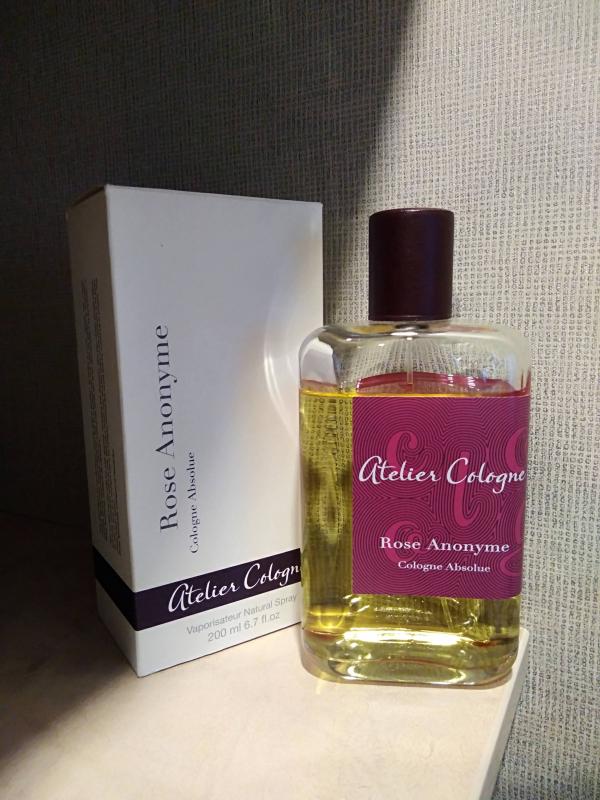 Rose Anonyme
Cologne Absolue
Atelier Cologn
Vaporisateur Natural Spray
200 ml 6.7 fl.oz
Atelier Cologne
Rose Anonyme
Cologne Absolue